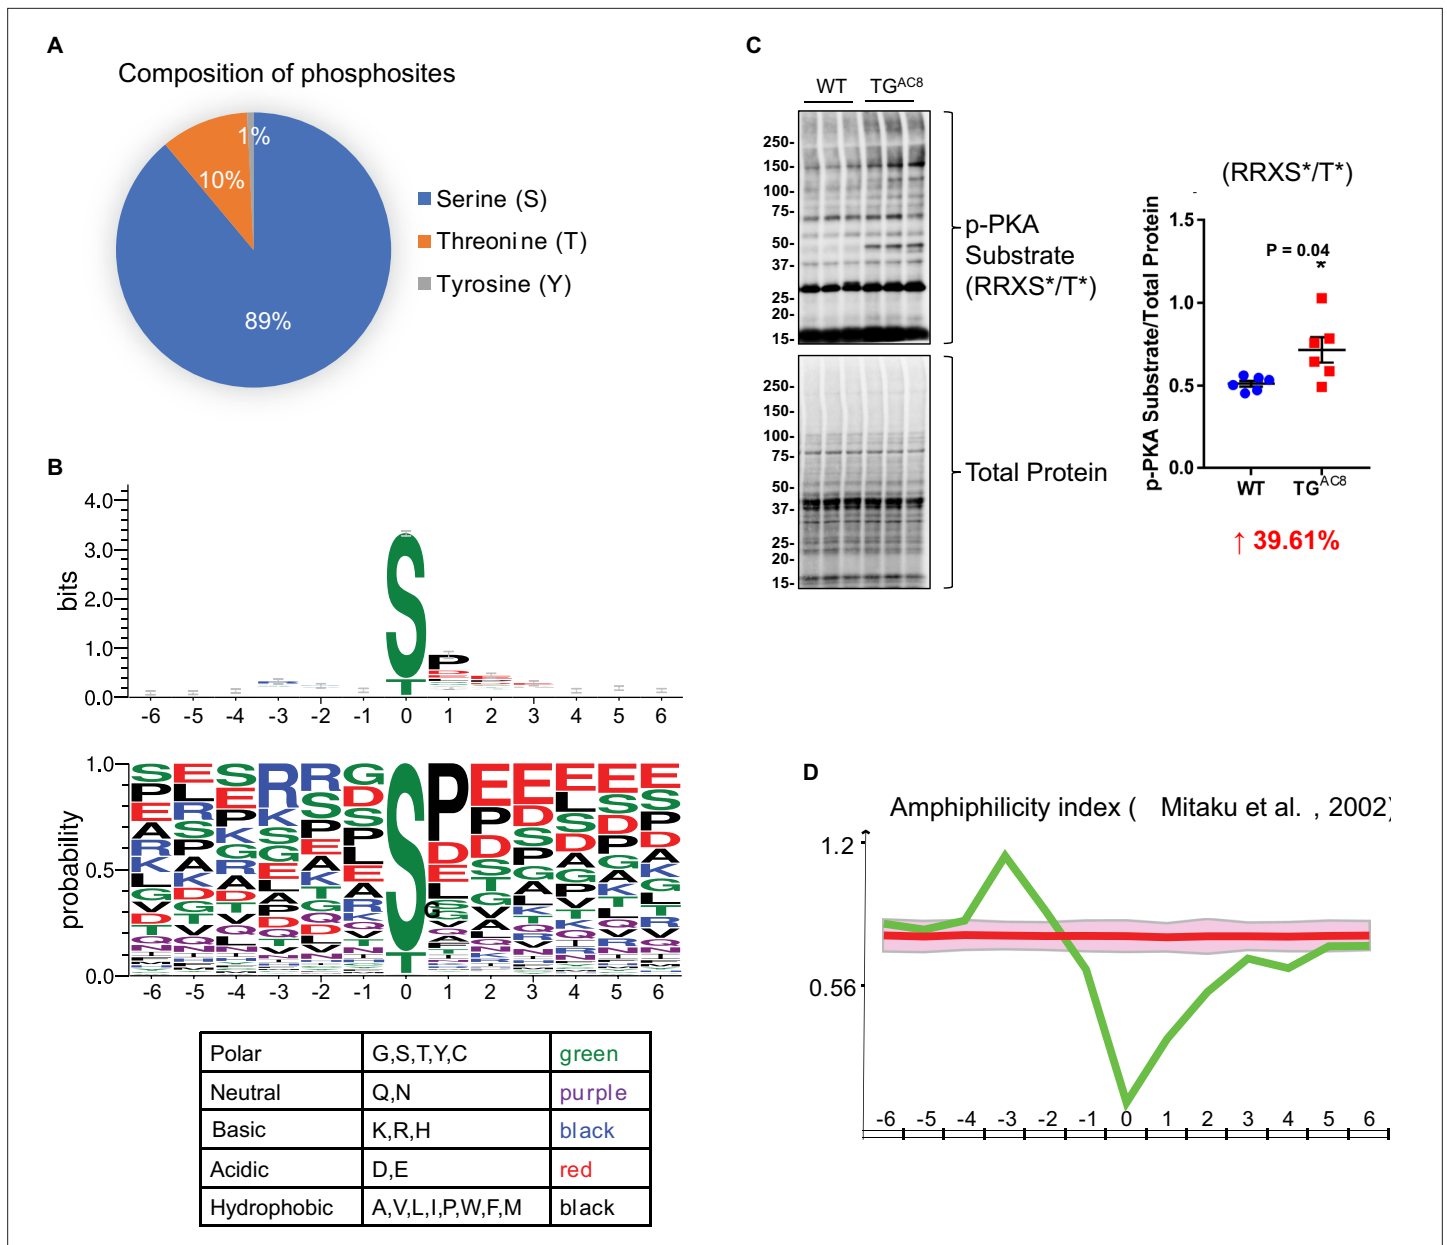 A
Composition of phosphosites
1%
10%
89%
Serine (S)
Threonine (T)
Tyrosine (Y)
B
bits
4.0
3.0
2.0
1.0
0.0
S
T
P
-6 -5 -4 -3 -2 -1 0 1 2 3 4 5 6
probability
1.0
0.5
0.0
S E S R R G S P E E E E E
-6 -5 -4 -3 -2 -1 0 1 2 3 4 5 6
Polar G,S,T,Y,C green
Neutral Q,N purple
Basic K,R,H black
Acidic D,E red
Hydrophobic A,V,L,I,P,W,F,M black
C
WT TG^AC8
250-
150-
100-
75-
50-
37-
25-
20-
15-
p-PKA
Substrate
(RRXS*/T*)
250-
150-
100-
75-
50-
37-
25-
20-
15-
Total Protein
(RRXS*/T*)
p-PKA Substrate/Total Protein
1.5
1.0
0.5
0.0
P = 0.04
*
WT TG^AC8
↑ 39.61%
D
Amphiphilicity index ( Mitaku et al. , 2002)
1.2
0.56
-6 -5 -4 -3 -2 -1 0 1 2 3 4 5 6